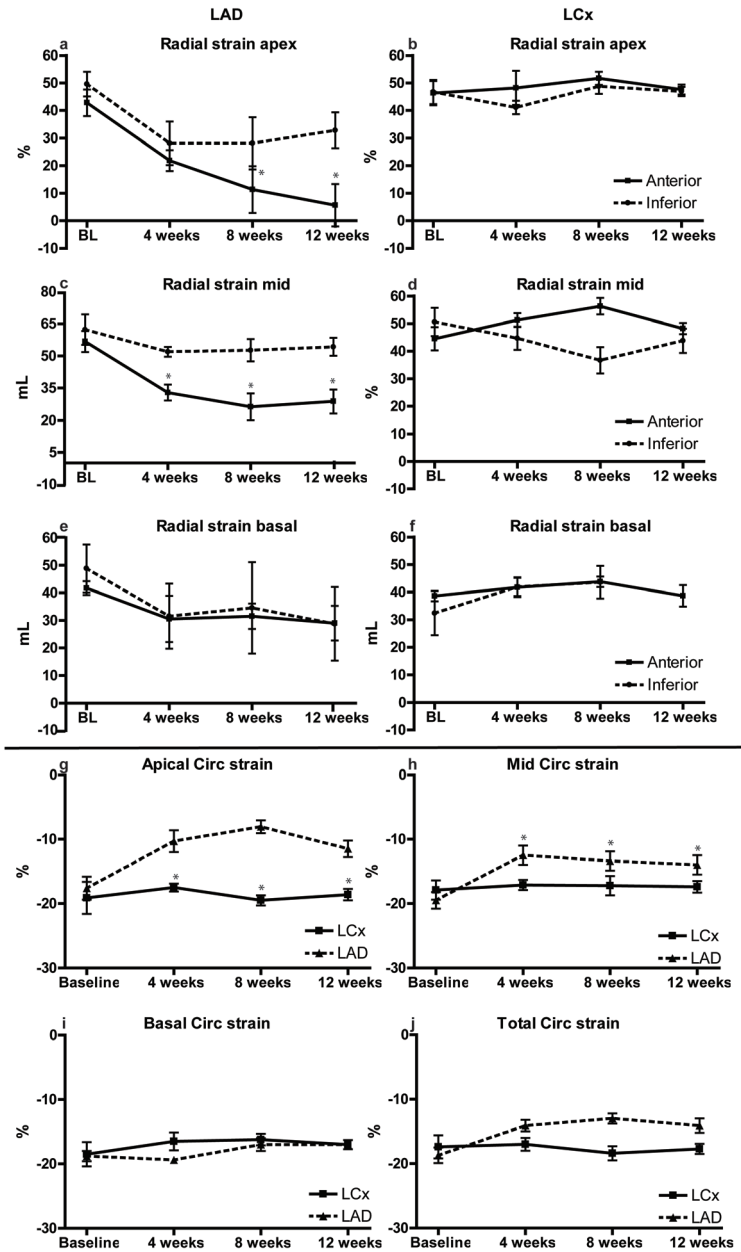 LAD LCx
a Radial strain apex
60
50
40
30
20
10
0
-10
%
*
*
BL 4 weeks 8 weeks 12 weeks
b Radial strain apex
60
50
40
30
20
10
0
-10
%
Anterior
Inferior
BL 4 weeks 8 weeks 12 weeks
c Radial strain mid
80
65
50
35
20
5
-10
mL
* * *
BL 4 weeks 8 weeks 12 weeks
d Radial strain mid
60
50
40
30
20
10
0
-10
%
Anterior
Inferior
BL 4 weeks 8 weeks 12 weeks
e Radial strain basal
60
50
40
30
20
10
0
-10
mL
BL 4 weeks 8 weeks 12 weeks
f Radial strain basal
60
50
40
30
20
10
0
-10
mL
Anterior
Inferior
BL 4 weeks 8 weeks 12 weeks
g Apical Circ strain
0
-10
-20
-30
%
* * *
LCx
LAD
Baseline 4 weeks 8 weeks 12 weeks
h Mid Circ strain
0
-10
-20
-30
%
* * *
LCx
LAD
Baseline 4 weeks 8 weeks 12 weeks
i Basal Circ strain
0
-10
-20
-30
%
LCx
LAD
Baseline 4 weeks 8 weeks 12 weeks
j Total Circ strain
0
-10
-20
-30
%
LCx
LAD
Baseline 4 weeks 8 weeks 12 weeks